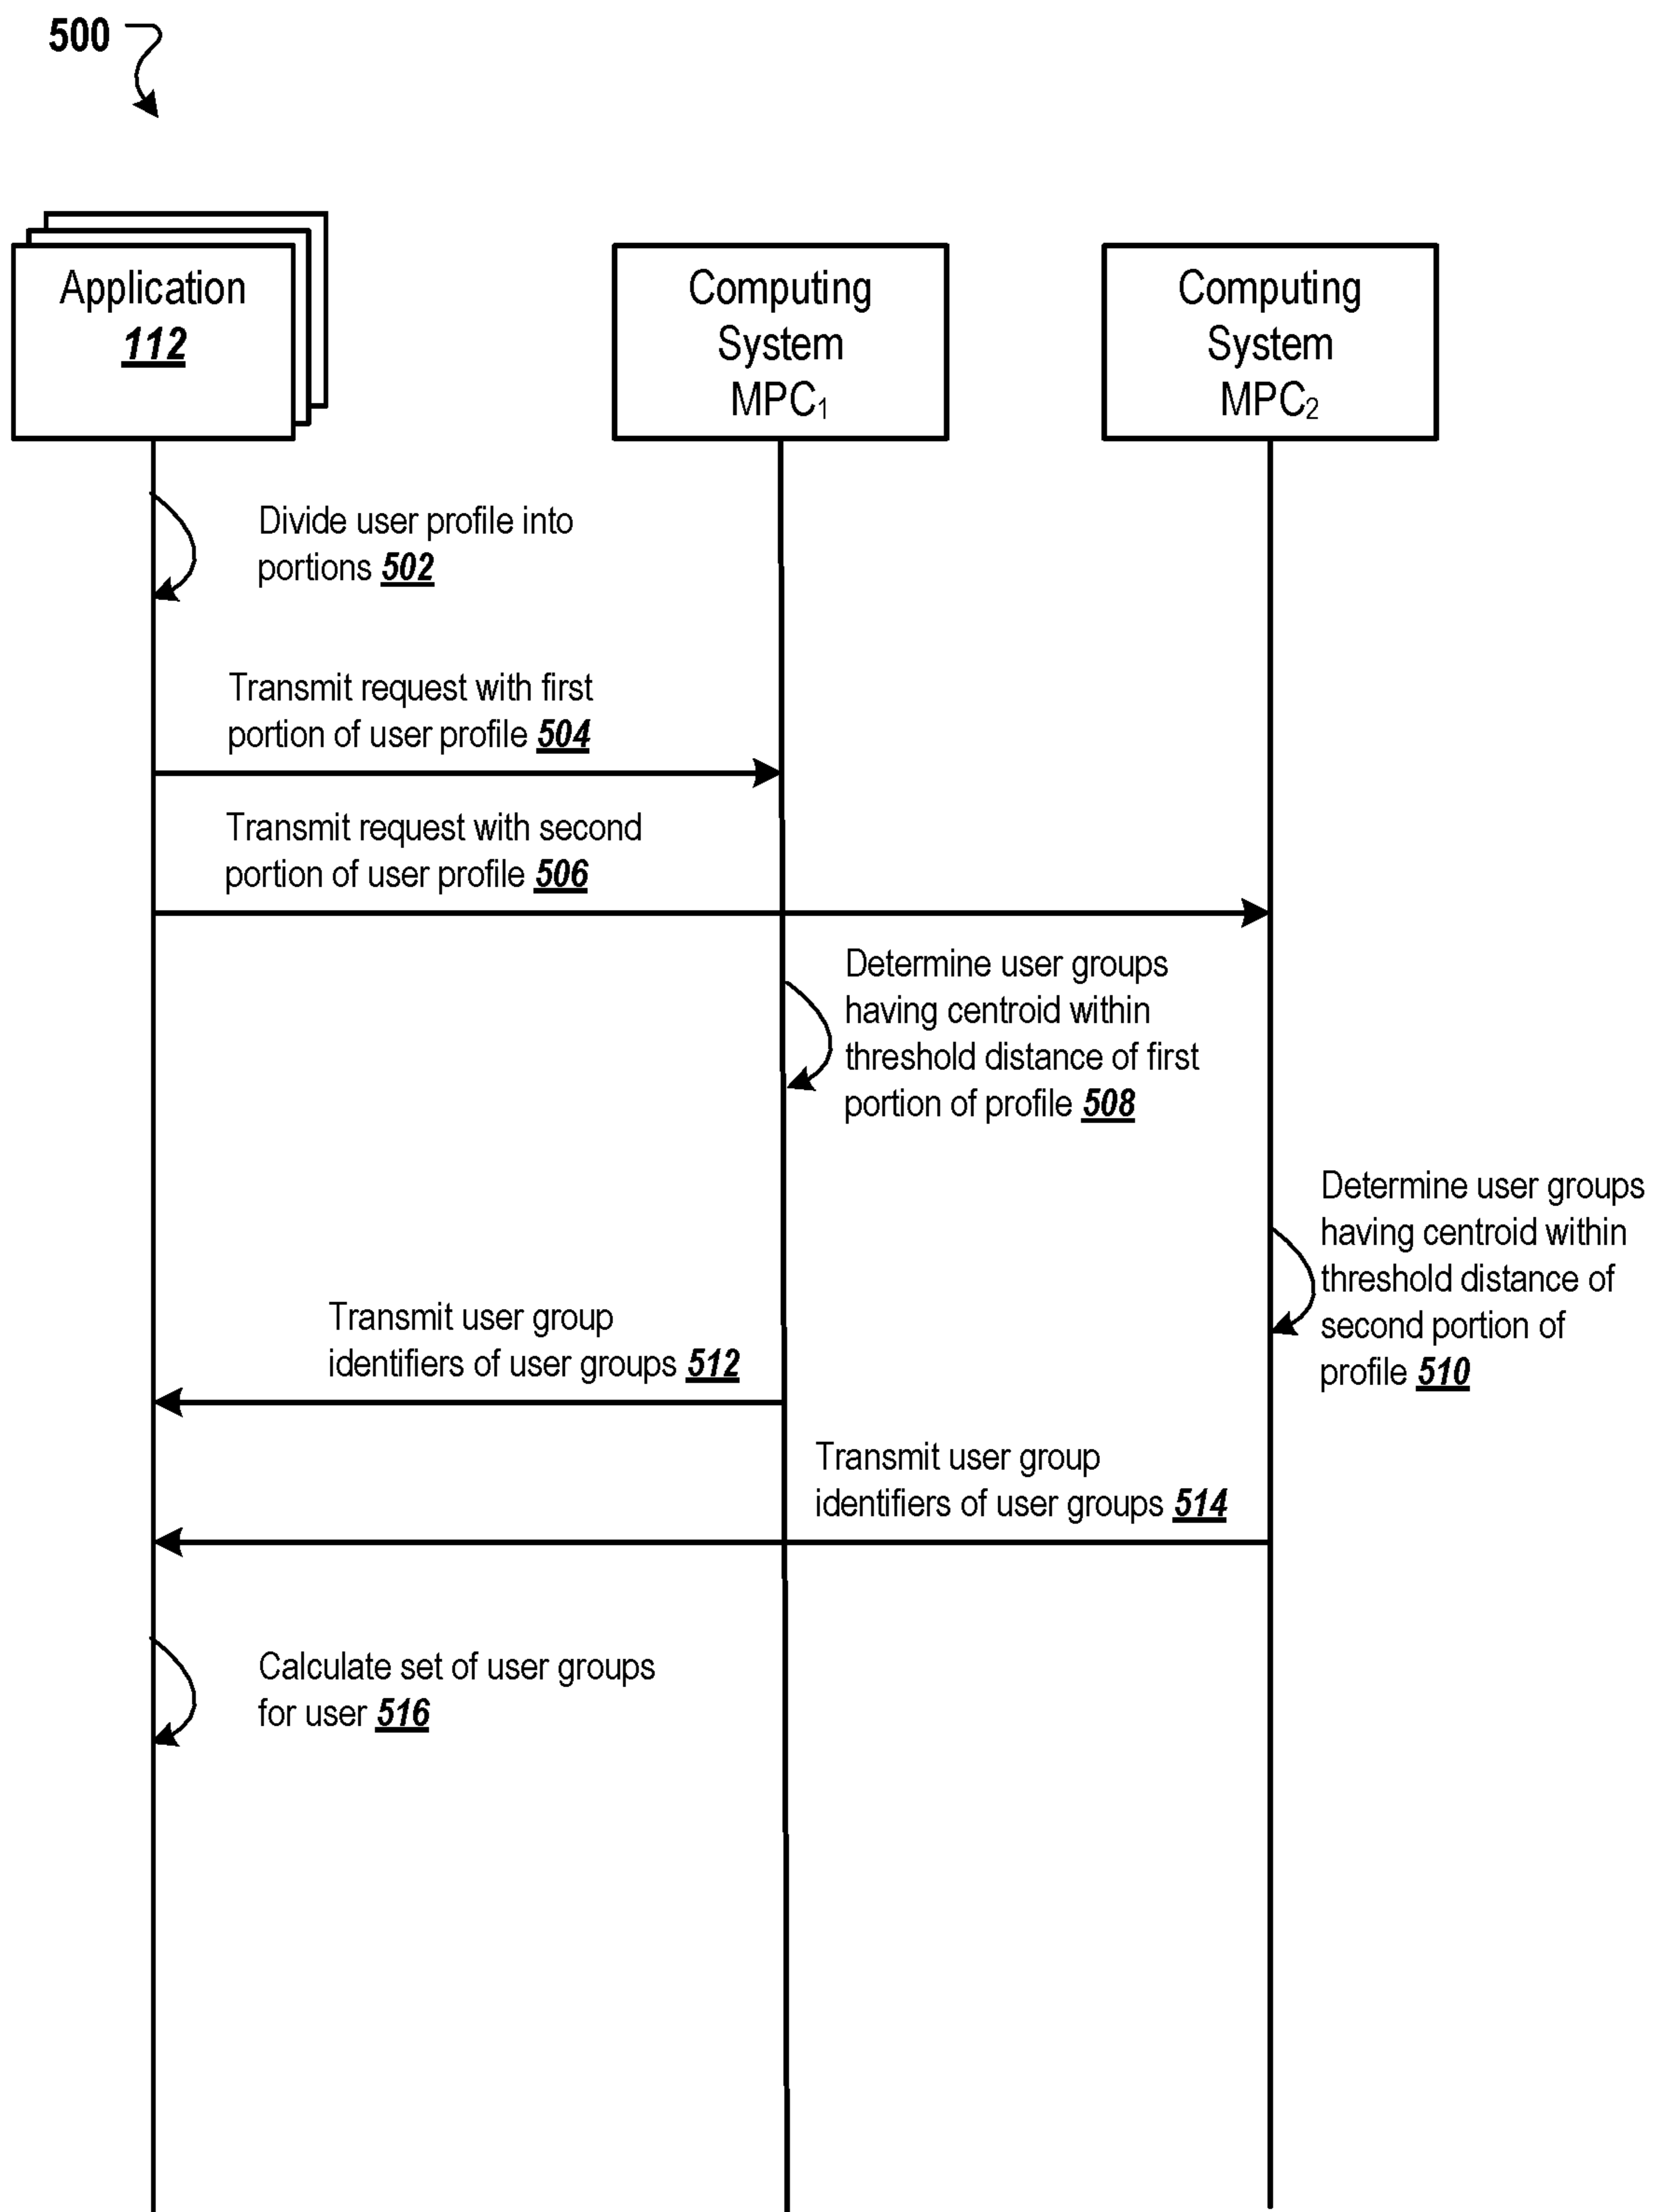 500
Application
112
Computing
System
MPC₁
Computing
System
MPC₂
Divide user profile into
portions 502
Transmit request with first
portion of user profile 504
Transmit request with second
portion of user profile 506
Determine user groups
having centroid within
threshold distance of first
portion of profile 508
Determine user groups
having centroid within
threshold distance of
second portion of
profile 510
Transmit user group
identifiers of user groups 512
Transmit user group
identifiers of user groups 514
Calculate set of user groups
for user 516